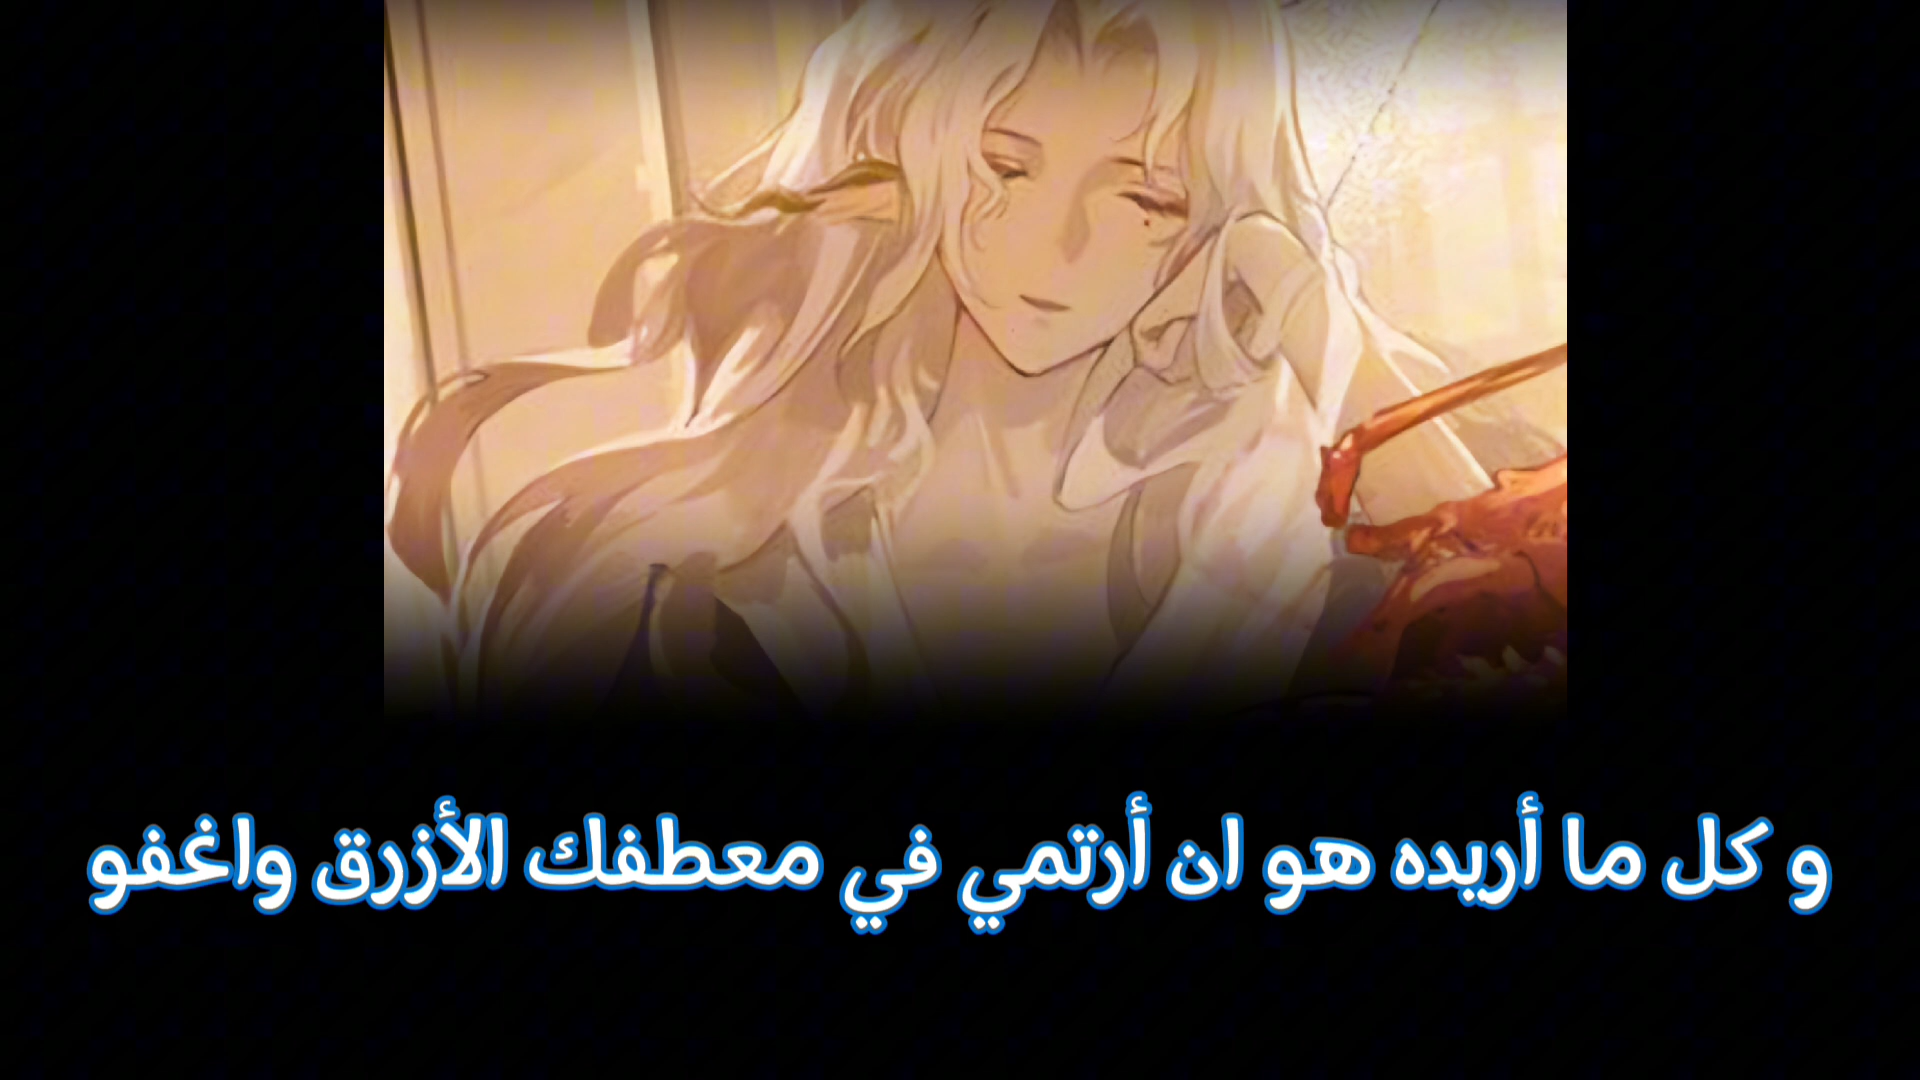 و كل ما أريده هو ان أرتمي في معطفك الأزرق واغفو